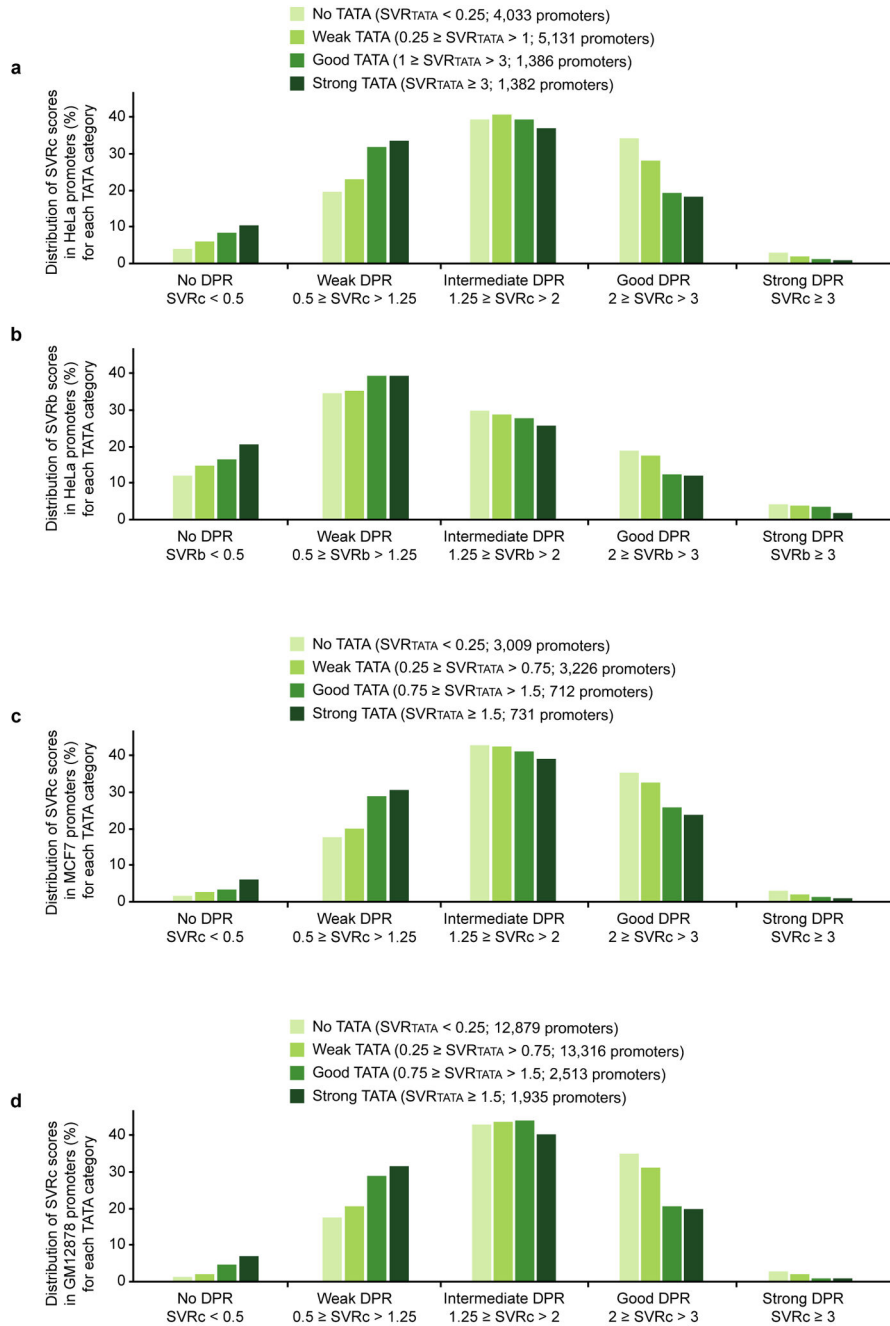 No TATA (SVRTATA < 0.25; 4,033 promoters)
Weak TATA (0.25 ≥ SVRTATA > 1; 5,131 promoters)
Good TATA (1 ≥ SVRTATA > 3; 1,386 promoters)
Strong TATA (SVRTATA ≥ 3; 1,382 promoters)
a
Distribution of SVRc scores
in HeLa promoters (%)
for each TATA category
40
30
20
10
0
No DPR
SVRc < 0.5
Weak DPR
0.5 ≥ SVRc > 1.25
Intermediate DPR
1.25 ≥ SVRc > 2
Good DPR
2 ≥ SVRc > 3
Strong DPR
SVRc ≥ 3
b
Distribution of SVRb scores
in HeLa promoters (%)
for each TATA category
40
30
20
10
0
No DPR
SVRb < 0.5
Weak DPR
0.5 ≥ SVRb > 1.25
Intermediate DPR
1.25 ≥ SVRb > 2
Good DPR
2 ≥ SVRb > 3
Strong DPR
SVRb ≥ 3
No TATA (SVRTATA < 0.25; 3,009 promoters)
Weak TATA (0.25 ≥ SVRTATA > 0.75; 3,226 promoters)
Good TATA (0.75 ≥ SVRTATA > 1.5; 712 promoters)
Strong TATA (SVRTATA ≥ 1.5; 731 promoters)
c
Distribution of SVRc scores
in MCF7 promoters (%)
for each TATA category
40
30
20
10
0
No DPR
SVRc < 0.5
Weak DPR
0.5 ≥ SVRc > 1.25
Intermediate DPR
1.25 ≥ SVRc > 2
Good DPR
2 ≥ SVRc > 3
Strong DPR
SVRc ≥ 3
No TATA (SVRTATA < 0.25; 12,879 promoters)
Weak TATA (0.25 ≥ SVRTATA > 0.75; 13,316 promoters)
Good TATA (0.75 ≥ SVRTATA > 1.5; 2,513 promoters)
Strong TATA (SVRTATA ≥ 1.5; 1,935 promoters)
d
Distribution of SVRc scores
in GM12878 promoters (%)
for each TATA category
40
30
20
10
0
No DPR
SVRc < 0.5
Weak DPR
0.5 ≥ SVRc > 1.25
Intermediate DPR
1.25 ≥ SVRc > 2
Good DPR
2 ≥ SVRc > 3
Strong DPR
SVRc ≥ 3